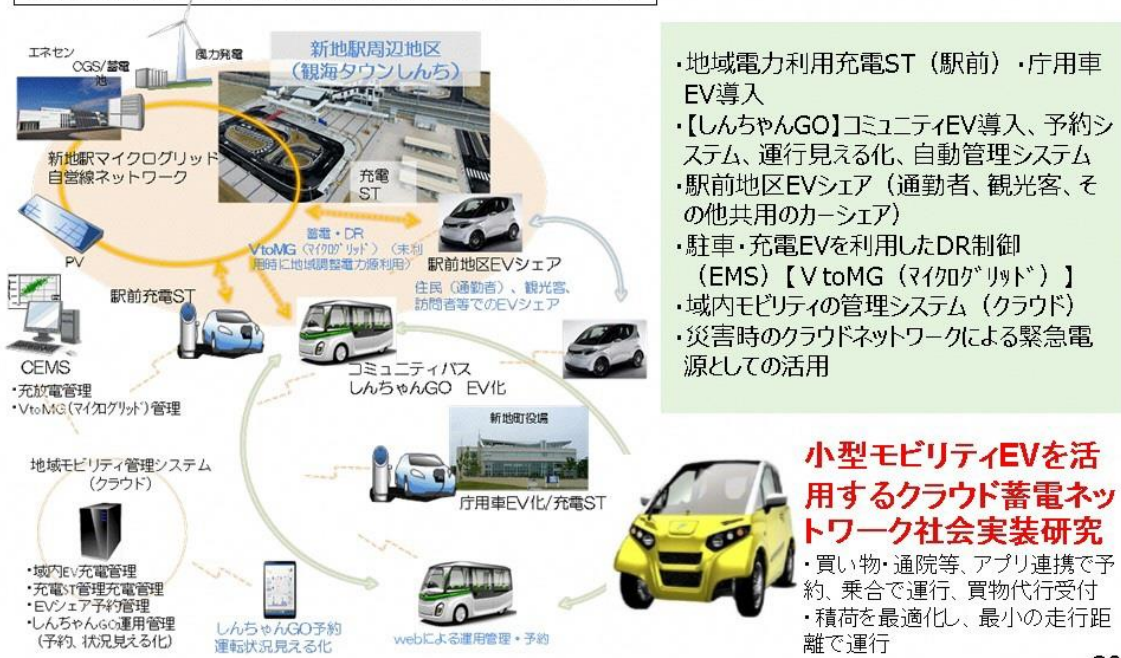 エネセン
CGS/蓄電
池
風力発電
新地駅周辺地区
(観海タウンしんち)
新地駅マイクログリッド
自営線ネットワーク
充電
ST
PV
蓄電・DR
VtoMG(マイクログリッド)(未利
用時に地域調整電力源利用)
駅前地区EVシェア
住民(通勤者)、観光客、
訪問者等でのEVシェア
駅前充電ST
CEMS
・充放電管理
・VtoMG(マイクログリッド)管理
コミュニティバス
しんちゃんGO EV化
新地町役場
庁用車EV化/充電ST
地域モビリティ管理システム
(クラウド)
・域内EV充電管理
・充電ST管理充電管理
・EVシェア予約管理
・しんちゃんGO運用管理
(予約、状況見える化)
しんちゃんGO予約
運転状況見える化
webによる運用管理・予約
・地域電力利用充電ST(駅前)・庁用車
EV導入
・【しんちゃんGO】コミュニティEV導入、予約シ
ステム、運行見える化、自動管理システム
・駅前地区EVシェア(通勤者、観光客、そ
の他共用のカーシェア)
・駐車・充電EVを利用したDR制御
(EMS)【VtoMG(マイクログリッド)】
・域内モビリティの管理システム(クラウド)
・災害時のクラウドネットワークによる緊急電
源としての活用
小型モビリティEVを活
用するクラウド蓄電ネッ
トワーク社会実装研究
・買い物・通院等、アプリ連携で予
約、乗合で運行、買物代行受付
・積荷を最適化し、最小の走行距
離で運行